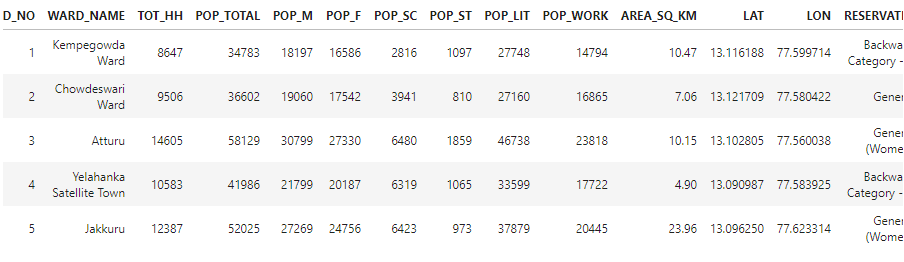 D_NO WARD_NAME TOT_HH POP_TOTAL POP_M POP_F POP_SC POP_ST POP_LIT POP_WORK AREA_SQ_KM LAT LON RESERVATI
1 Kempegowda Ward 8647 34783 18197 16586 2816 1097 27748 14794 10.47 13.116188 77.599714 Backwa Category -
2 Chowdeswari Ward 9506 36602 19060 17542 3941 810 27160 16865 7.06 13.121709 77.580422 Gener
3 Atturu 14605 58129 30799 27330 6480 1859 46738 23818 10.15 13.102805 77.560038 Gener (Wome
4 Yelahanka Satellite Town 10583 41986 21799 20187 6319 1065 33599 17722 4.90 13.090987 77.583925 Backwa Category -
5 Jakkuru 12387 52025 27269 24756 6423 973 37879 20445 23.96 13.096250 77.623314 Gener (Wome